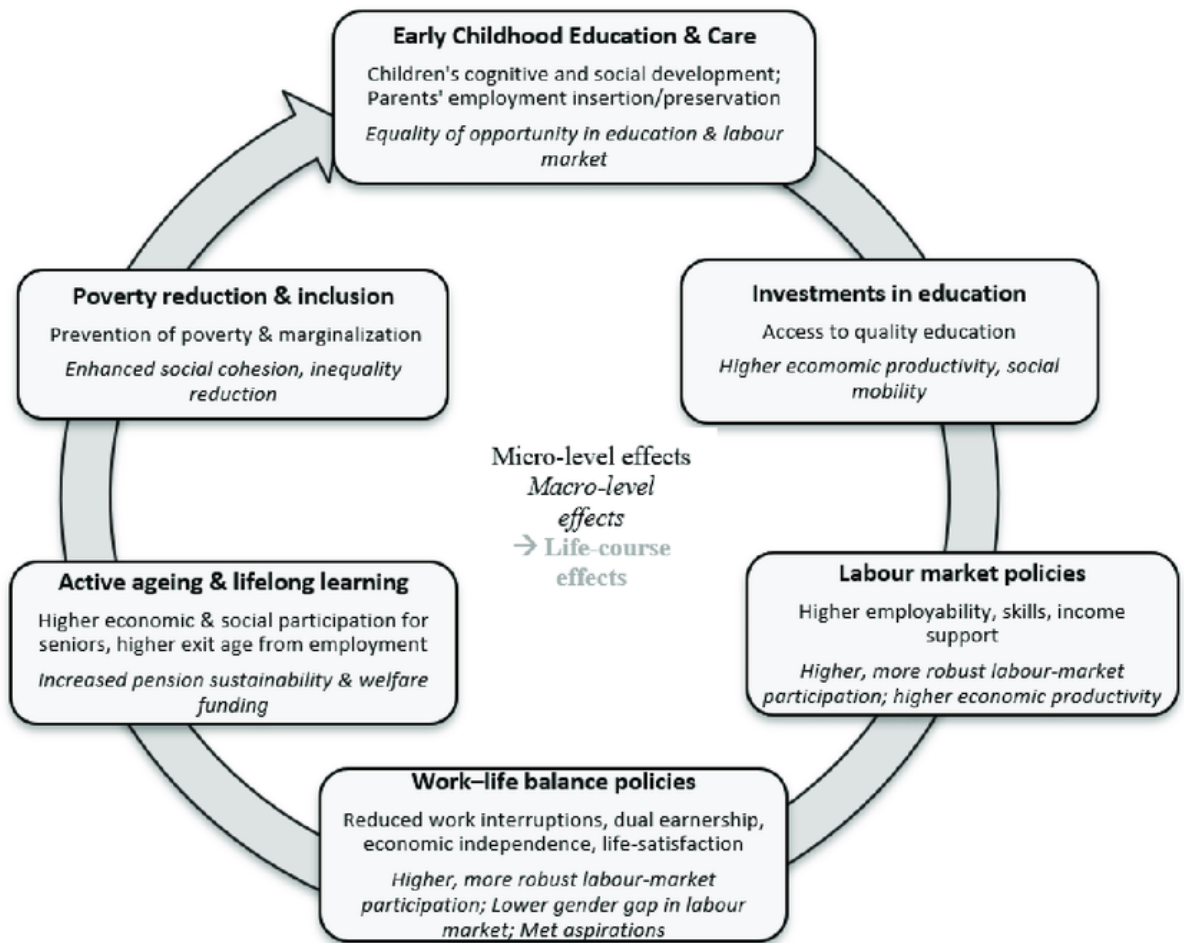 Early Childhood Education & Care
Children's cognitive and social development;
Parents' employment insertion/preservation
Equality of opportunity in education & labour
market
Investments in education
Access to quality education
Higher ecomomic productivity, social
mobility
Labour market policies
Higher employability, skills, income
support
Higher, more robust labour-market
participation; higher economic productivity
Work–life balance policies
Reduced work interruptions, dual earnership,
economic independence, life-satisfaction
Higher, more robust labour-market
participation; Lower gender gap in labour
market; Met aspirations
Active ageing & lifelong learning
Higher economic & social participation for
seniors, higher exit age from employment
Increased pension sustainability & welfare
funding
Poverty reduction & inclusion
Prevention of poverty & marginalization
Enhanced social cohesion, inequality
reduction
Micro-level effects
Macro-level
effects
→ Life-course
effects